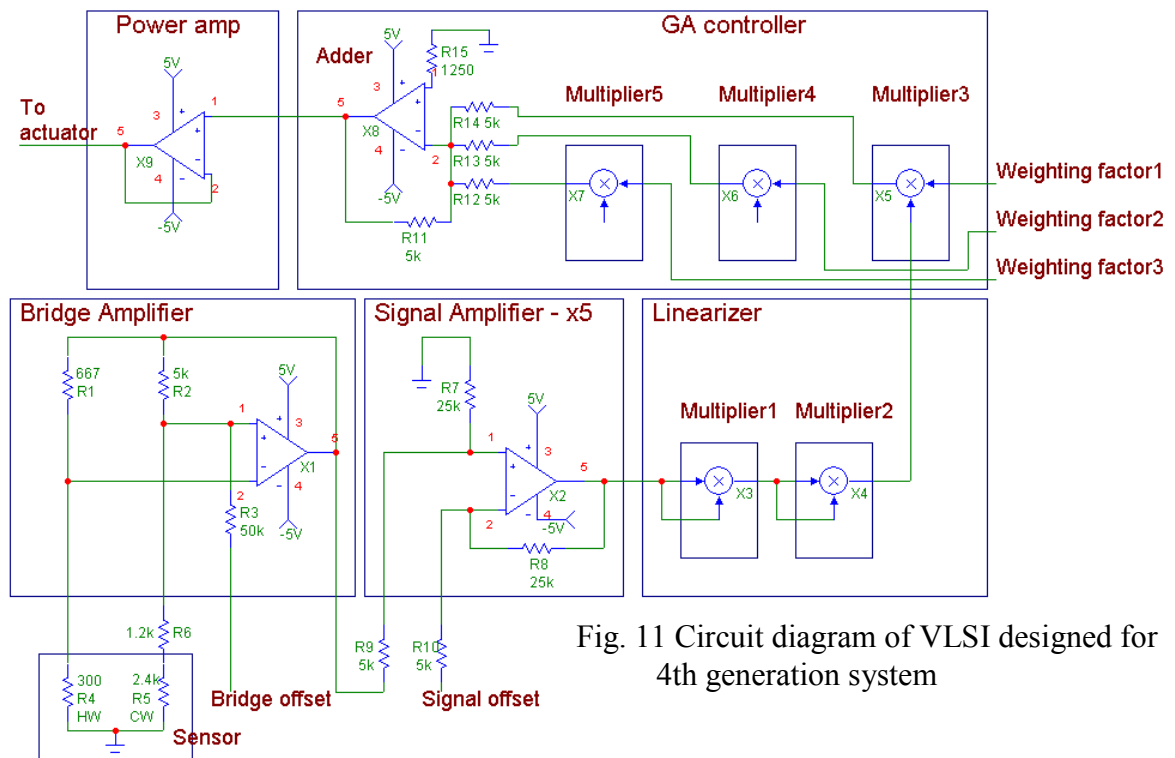 Power amp
GA controller
To
actuator
5V
3
1
5
X9
4
2
-5V
Adder
5V
R15
1250
3
1
5
X8
4
2
-5V
R14 5k
R13 5k
R12 5k
R11
5k
Multiplier5
Multiplier4
Multiplier3
X7
X6
X5
Weighting factor1
Weighting factor2
Weighting factor3
Bridge Amplifier
667
R1
5k
R2
5V
1
3
5
X1
2
4
-5V
R3
50k
Signal Amplifier - x5
R7
25k
5V
1
3
5
X2
2
4
-5V
R8
25k
Linearizer
Multiplier1
Multiplier2
X3
X4
1.2k
R6
R9
5k
R10
5k
300
R4
HW
2.4k
R5
CW
Bridge offset
Signal offset
Sensor
Fig. 11 Circuit diagram of VLSI designed for
4th generation system